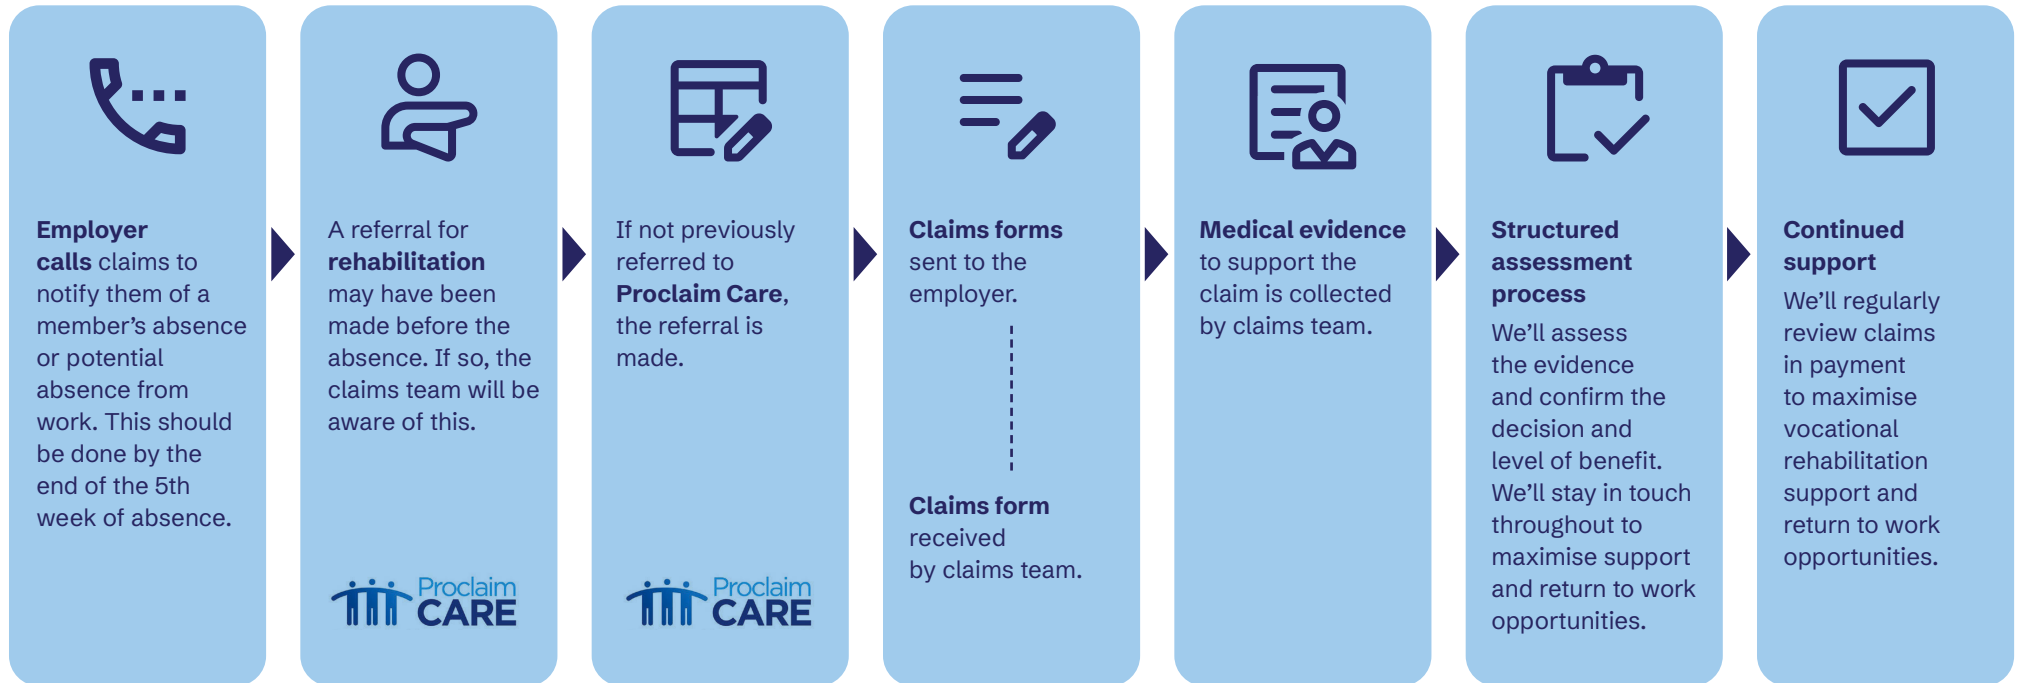 Employer
calls claims to
notify them of a
member’s absence
or potential
absence from
work. This should
be done by the
end of the 5th
week of absence.
A referral for
rehabilitation
may have been
made before the
absence. If so, the
claims team will be
aware of this.
Proclaim
CARE
If not previously
referred to
Proclaim Care,
the referral is
made.
Proclaim
CARE
Claims forms
sent to the
employer.
Claims form
received
by claims team.
Medical evidence
to support the
claim is collected
by claims team.
Structured
assessment
process
We’ll assess
the evidence
and confirm the
decision and
level of benefit.
We’ll stay in touch
throughout to
maximise support
and return to work
opportunities.
Continued
support
We’ll regularly
review claims
in payment
to maximise
vocational
rehabilitation
support and
return to work
opportunities.